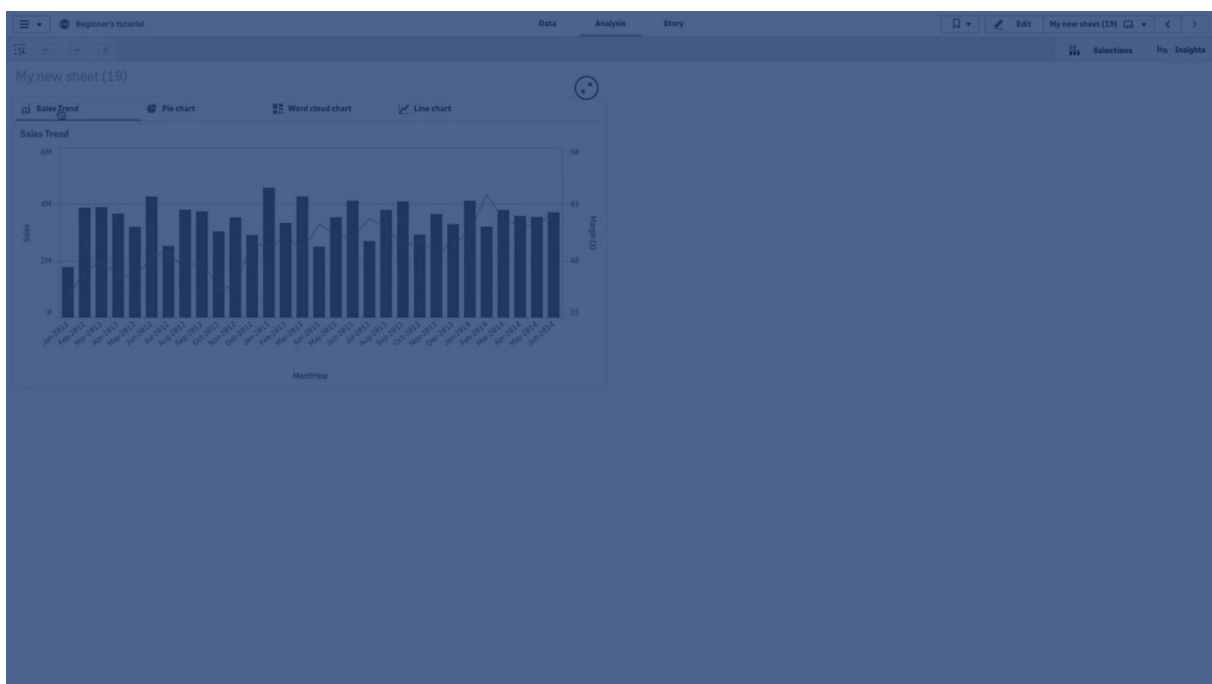 Beginner's tutorial
Data Analysis Story
Edit My new sheet (19)
Selections Insights
My new sheet (19)
Sales Trend Pie chart Word cloud chart Line chart
Sales Trend
6M 50
4M 45
2M 40
0 35
Sales
Margin (%)
Jan-2012 Feb-2012 Mar-2012 Apr-2012 May-2012 Jun-2012 Jul-2012 Aug-2012 Sep-2012 Oct-2012 Nov-2012 Dec-2012 Jan-2013 Feb-2013 Mar-2013 Apr-2013 May-2013 Jun-2013 Jul-2013 Aug-2013 Sep-2013 Oct-2013 Nov-2013 Dec-2013 Jan-2014 Feb-2014 Mar-2014 Apr-2014 May-2014 Jun-2014
MonthYear